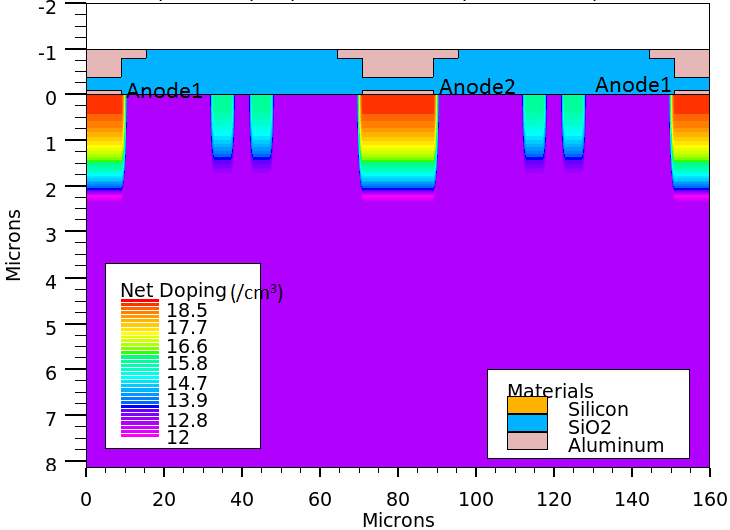 -2
-1
0
1
2
3
4
5
6
7
8
Microns
Anode1
Anode2
Anode1
Net Doping (/cm³)
18.5
17.7
16.6
15.8
14.7
13.9
12.8
12
Materials
Silicon
SiO2
Aluminum
0 20 40 60 80 100 120 140 160
Microns